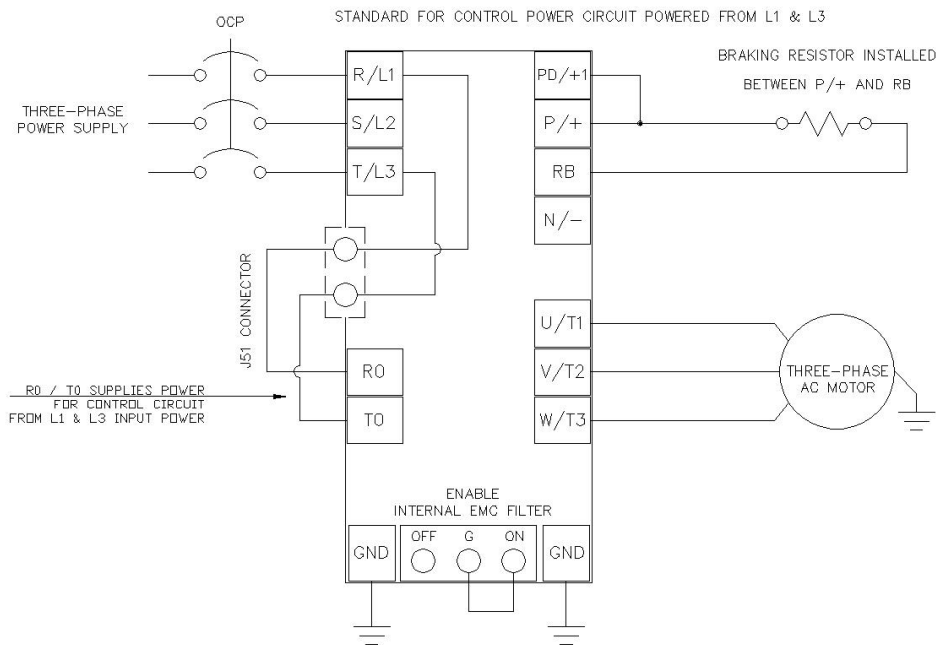 STANDARD FOR CONTROL POWER CIRCUIT POWERED FROM L1 & L3
OCP
BRAKING RESISTOR INSTALLED
BETWEEN P/+ AND RB
THREE-PHASE
POWER SUPPLY
R/L1
S/L2
T/L3
PD/+1
P/+
RB
N/-
J51 CONNECTOR
U/T1
V/T2
W/T3
THREE-PHASE
AC MOTOR
R0
T0
R0 / T0 SUPPLIES POWER
FOR CONTROL CIRCUIT
FROM L1 & L3 INPUT POWER
ENABLE
INTERNAL EMC FILTER
OFF G ON
GND
GND